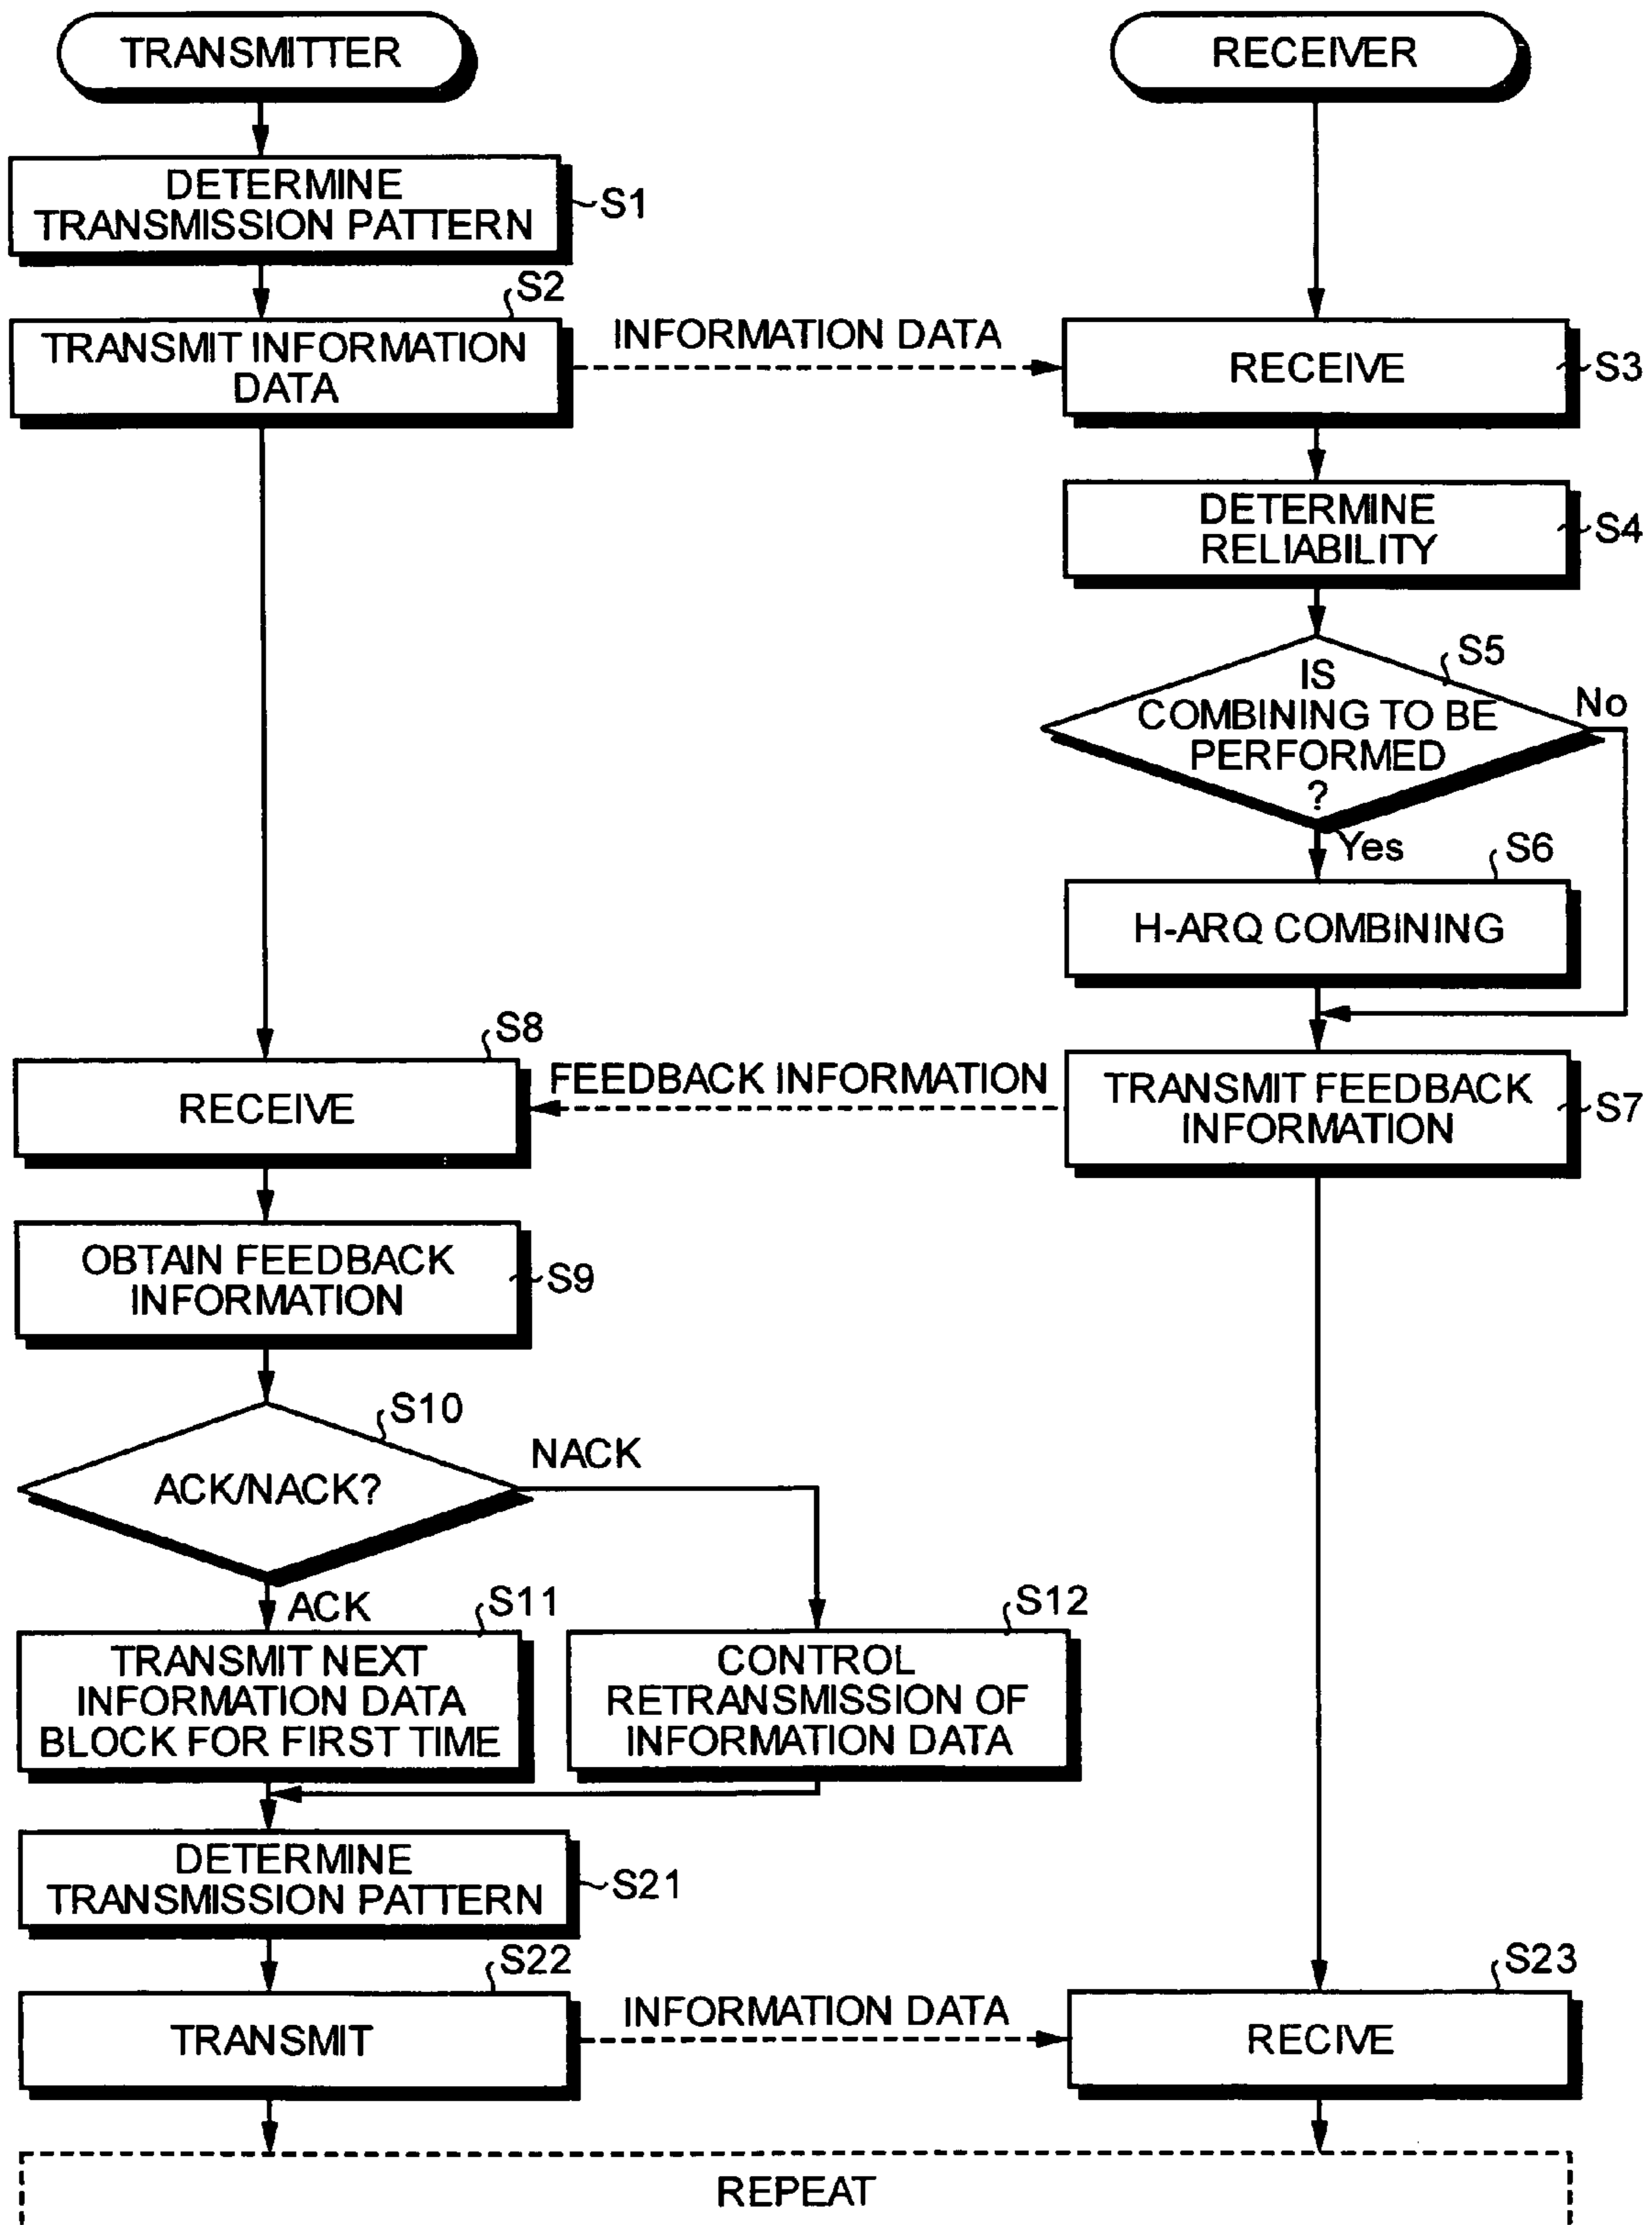 TRANSMITTER
RECEIVER
DETERMINE
TRANSMISSION PATTERN
S1
S2
TRANSMIT INFORMATION
DATA
INFORMATION DATA
RECEIVE
S3
DETERMINE
RELIABILITY
S4
S5
IS
COMBINING TO BE
PERFORMED
?
No
Yes
S6
H-ARQ COMBINING
S8
RECEIVE
FEEDBACK INFORMATION
TRANSMIT FEEDBACK
INFORMATION
S7
OBTAIN FEEDBACK
INFORMATION
S9
S10
ACK/NACK?
NACK
ACK
S11
TRANSMIT NEXT
INFORMATION DATA
BLOCK FOR FIRST TIME
S12
CONTROL
RETRANSMISSION OF
INFORMATION DATA
DETERMINE
TRANSMISSION PATTERN
S21
S22
TRANSMIT
INFORMATION DATA
S23
RECIVE
REPEAT